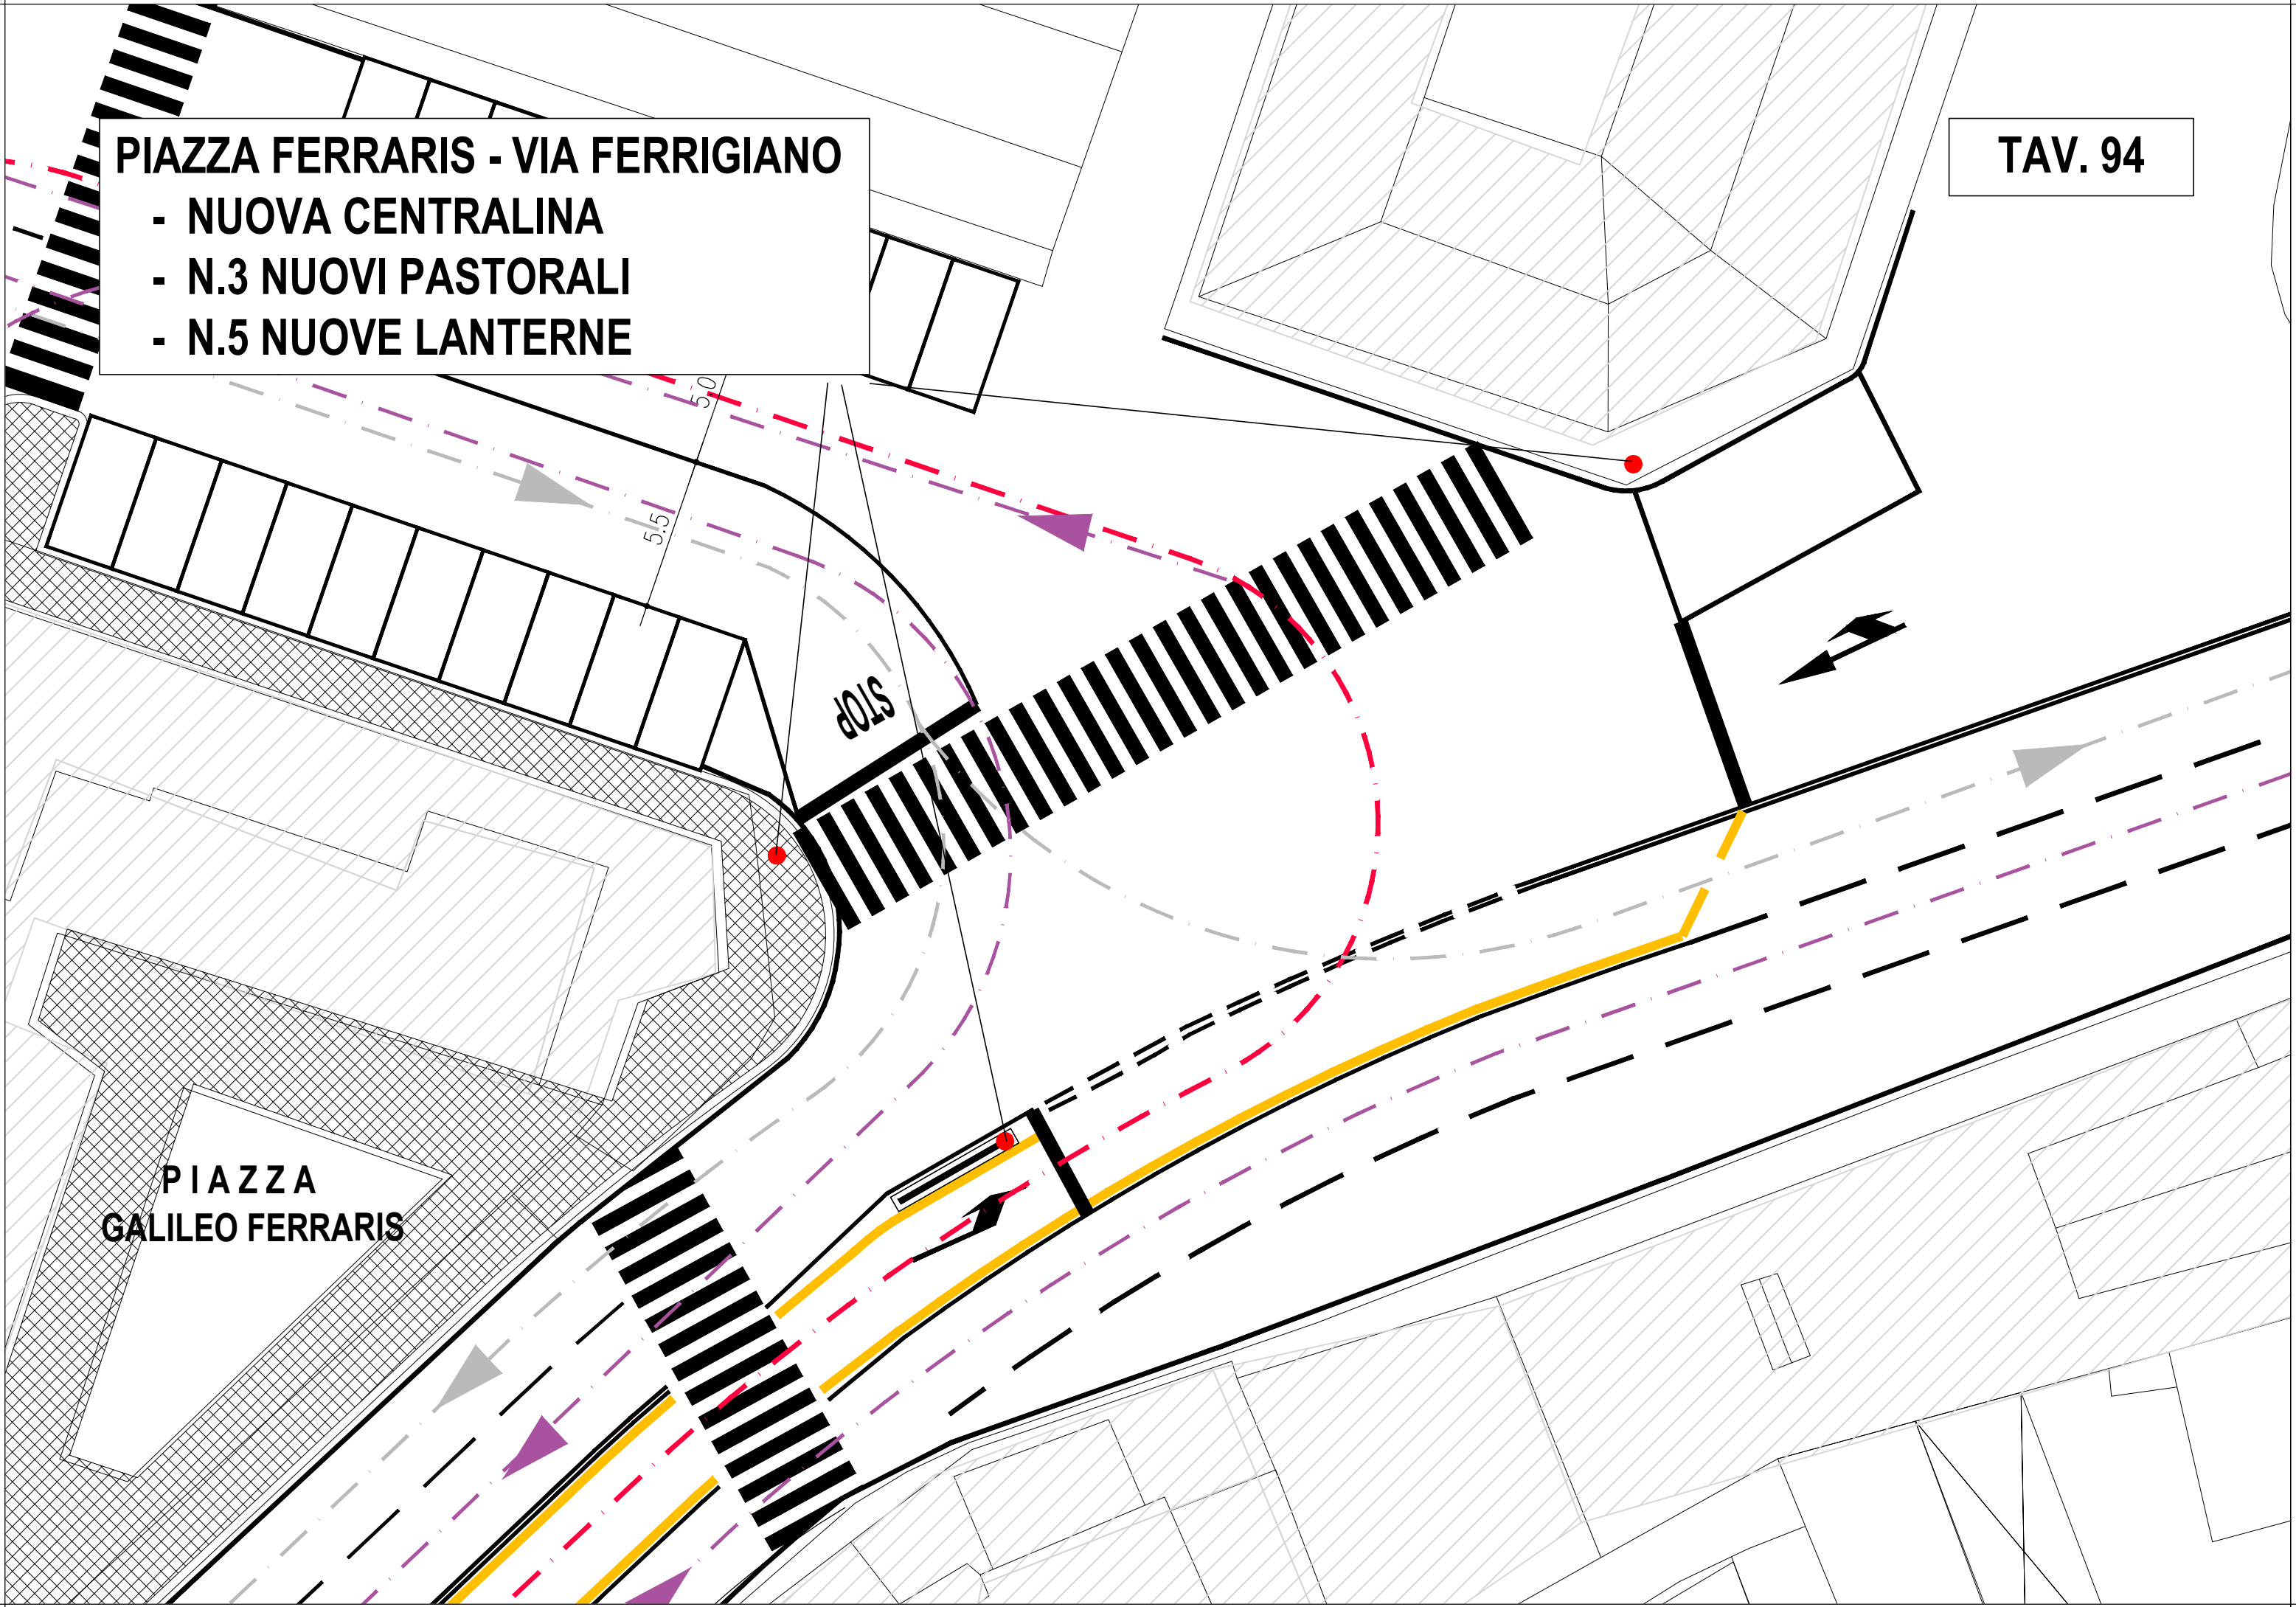 PIAZZA FERRARIS - VIA FERRIGIANO
- NUOVA CENTRALINA
- N.3 NUOVI PASTORALI
- N.5 NUOVE LANTERNE
TAV. 94
5.0
5.5
STOP
PIAZZA
GALILEO FERRARIS